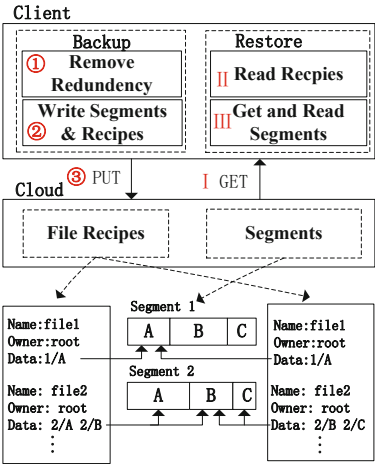 Client
Backup
① Remove
Redundency
Write Segments
② & Recipes
Restore
II Read Recpies
III Get and Read
Segments
③ PUT
I GET
Cloud
File Recipes
Segments
Name:file1
Owner:root
Data:1/A
Name: file2
Owner: root
Data: 2/A 2/B
⋮
Segment 1
A B C
Segment 2
A B C
Name:file1
Owner:root
Data:1/A
Name: file2
Owner: root
Data: 2/B 2/C
⋮